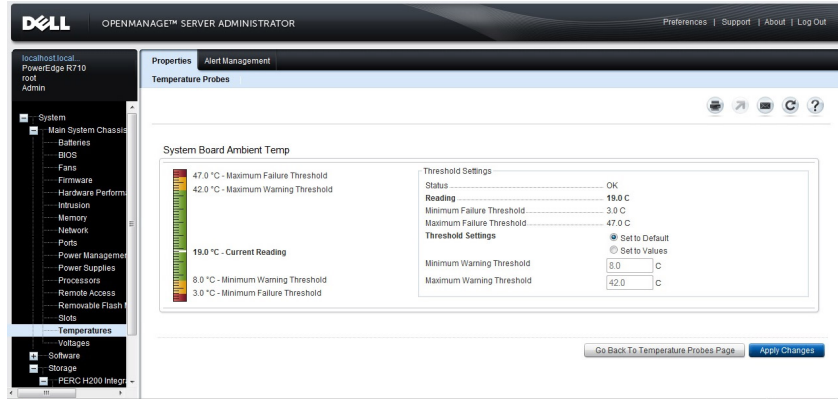 DELL
OPENMANAGE™ SERVER ADMINISTRATOR
Preferences | Support | About | Log Out
localhost.local...
PowerEdge R710
root
Admin
Properties
Alert Management
Temperature Probes
System
Main System Chassis
Batteries
BIOS
Fans
Firmware
Hardware Performa
Intrusion
Memory
Network
Ports
Power Managemen
Power Supplies
Processors
Remote Access
Removable Flash
Slots
Temperatures
Voltages
Software
Storage
PERC H200 Integr
?
System Board Ambient Temp
47.0 °C - Maximum Failure Threshold
42.0 °C - Maximum Warning Threshold
19.0 °C - Current Reading
8.0 °C - Minimum Warning Threshold
3.0 °C - Minimum Failure Threshold
Threshold Settings
Status OK
Reading 19.0 C
Minimum Failure Threshold 3.0 C
Maximum Failure Threshold 47.0 C
Threshold Settings Set to Default
Set to Values
Minimum Warning Threshold 8.0 C
Maximum Warning Threshold 42.0 C
Go Back To Temperature Probes Page
Apply Changes